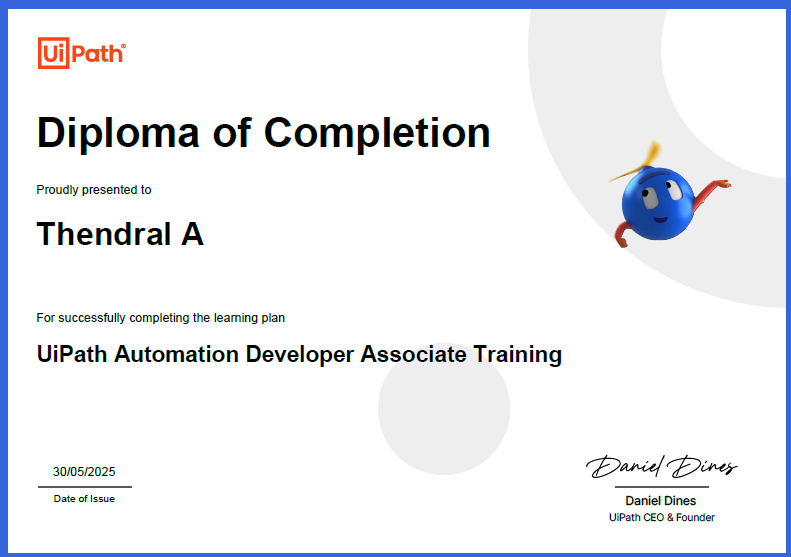 UiPath®
Diploma of Completion
Proudly presented to
Thendral A
For successfully completing the learning plan
UiPath Automation Developer Associate Training
30/05/2025
Date of Issue
Daniel Dines
Daniel Dines
UiPath CEO & Founder